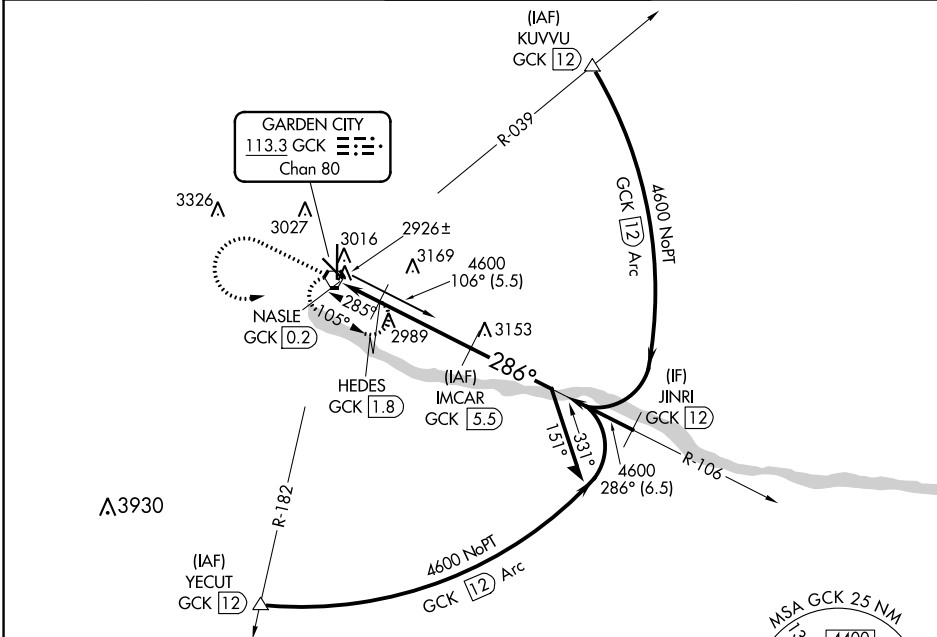 (IAF)
KUVVU
GCK 12
R-039
GARDEN CITY
113.3 GCK
Chan 80
4600 NoPT
GCK 12 Arc
3326
3027
3016
2926±
3169
4600
106° (5.5)
NASLE
GCK 0.2
285°
105°
2989
3153
286°
HEDES
GCK 1.8
(IAF)
IMCAR
GCK 5.5
(IF)
JINRI
GCK 12
151°
331°
4600
286° (6.5)
R-106
R-182
3930
(IAF)
YECUT
GCK 12
4600 NoPT
GCK 12 Arc
MSA GCK 25 NM
4400